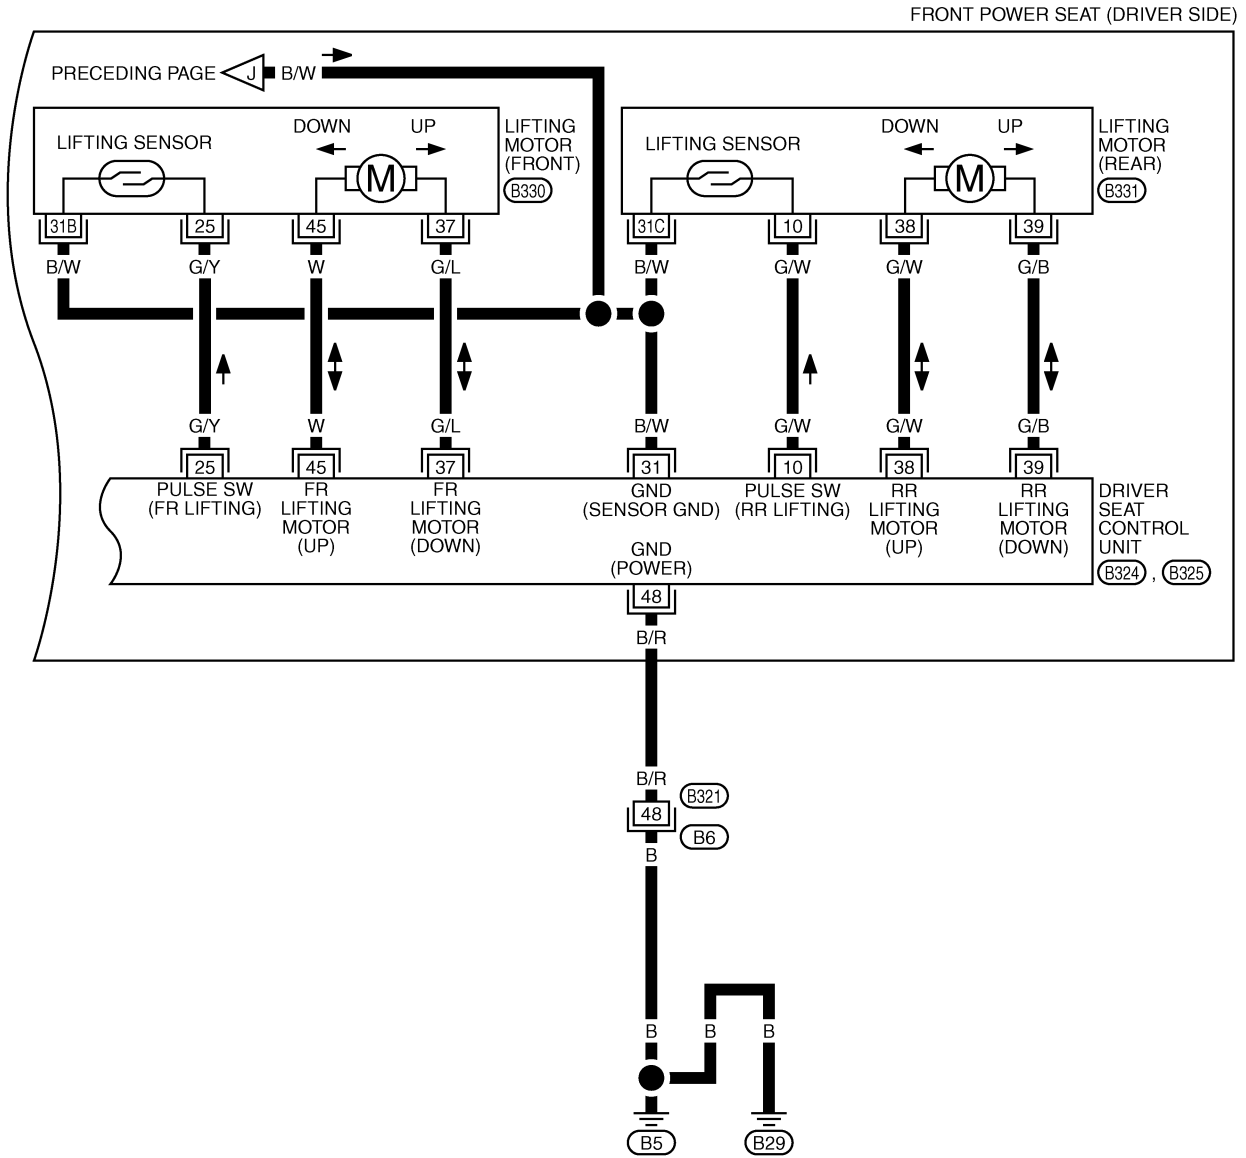 FRONT POWER SEAT (DRIVER SIDE)
PRECEDING PAGE J B/W
LIFTING SENSOR
DOWN UP
M
LIFTING
MOTOR
(FRONT)
B330
LIFTING SENSOR
DOWN UP
M
LIFTING
MOTOR
(REAR)
B331
31B 25 45 37 31C 10 38 39
B/W G/Y W G/L B/W G/W G/W G/B
G/Y W G/L B/W G/W G/W G/B
25 45 37 31 10 38 39
PULSE SW
(FR LIFTING)
FR
LIFTING
MOTOR
(UP)
FR
LIFTING
MOTOR
(DOWN)
GND
(SENSOR GND)
PULSE SW
(RR LIFTING)
RR
LIFTING
MOTOR
(UP)
RR
LIFTING
MOTOR
(DOWN)
GND
(POWER)
DRIVER
SEAT
CONTROL
UNIT
B324 , B325
48
B/R
B/R
B321
48
B6
B
B B B
B5 B29